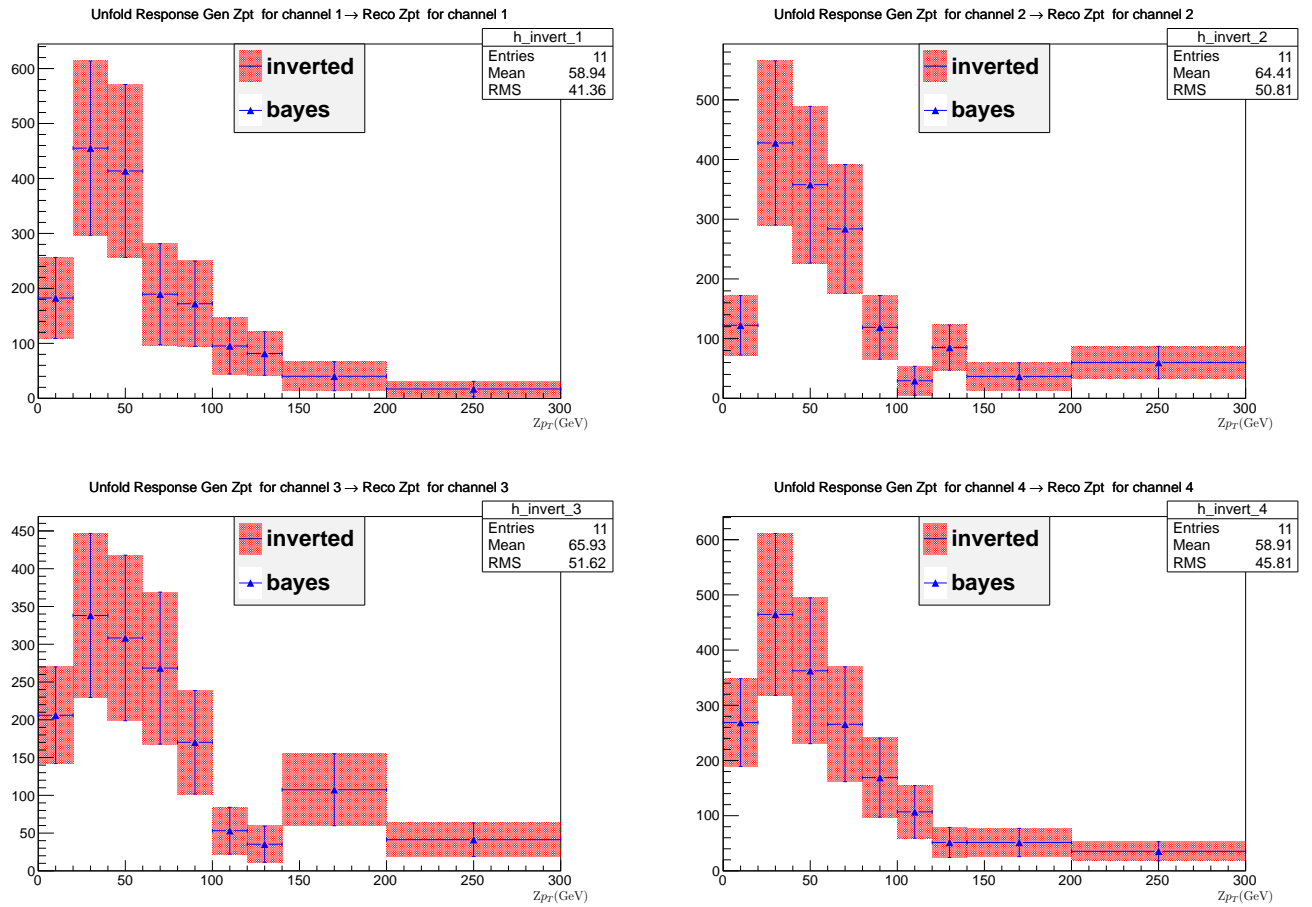 Unfold Response Gen Zpt for channel 1 → Reco Zpt for channel 1
h_invert_1
Entries 11
Mean 58.94
RMS 41.36
inverted
bayes
600
500
400
300
200
100
0
0 50 100 150 200 250 300
Zp_T(GeV)
Unfold Response Gen Zpt for channel 2 → Reco Zpt for channel 2
h_invert_2
Entries 11
Mean 64.41
RMS 50.81
inverted
bayes
500
400
300
200
100
0
0 50 100 150 200 250 300
Zp_T(GeV)
Unfold Response Gen Zpt for channel 3 → Reco Zpt for channel 3
h_invert_3
Entries 11
Mean 65.93
RMS 51.62
inverted
bayes
450
400
350
300
250
200
150
100
50
0
0 50 100 150 200 250 300
Zp_T(GeV)
Unfold Response Gen Zpt for channel 4 → Reco Zpt for channel 4
h_invert_4
Entries 11
Mean 58.91
RMS 45.81
inverted
bayes
600
500
400
300
200
100
0
0 50 100 150 200 250 300
Zp_T(GeV)